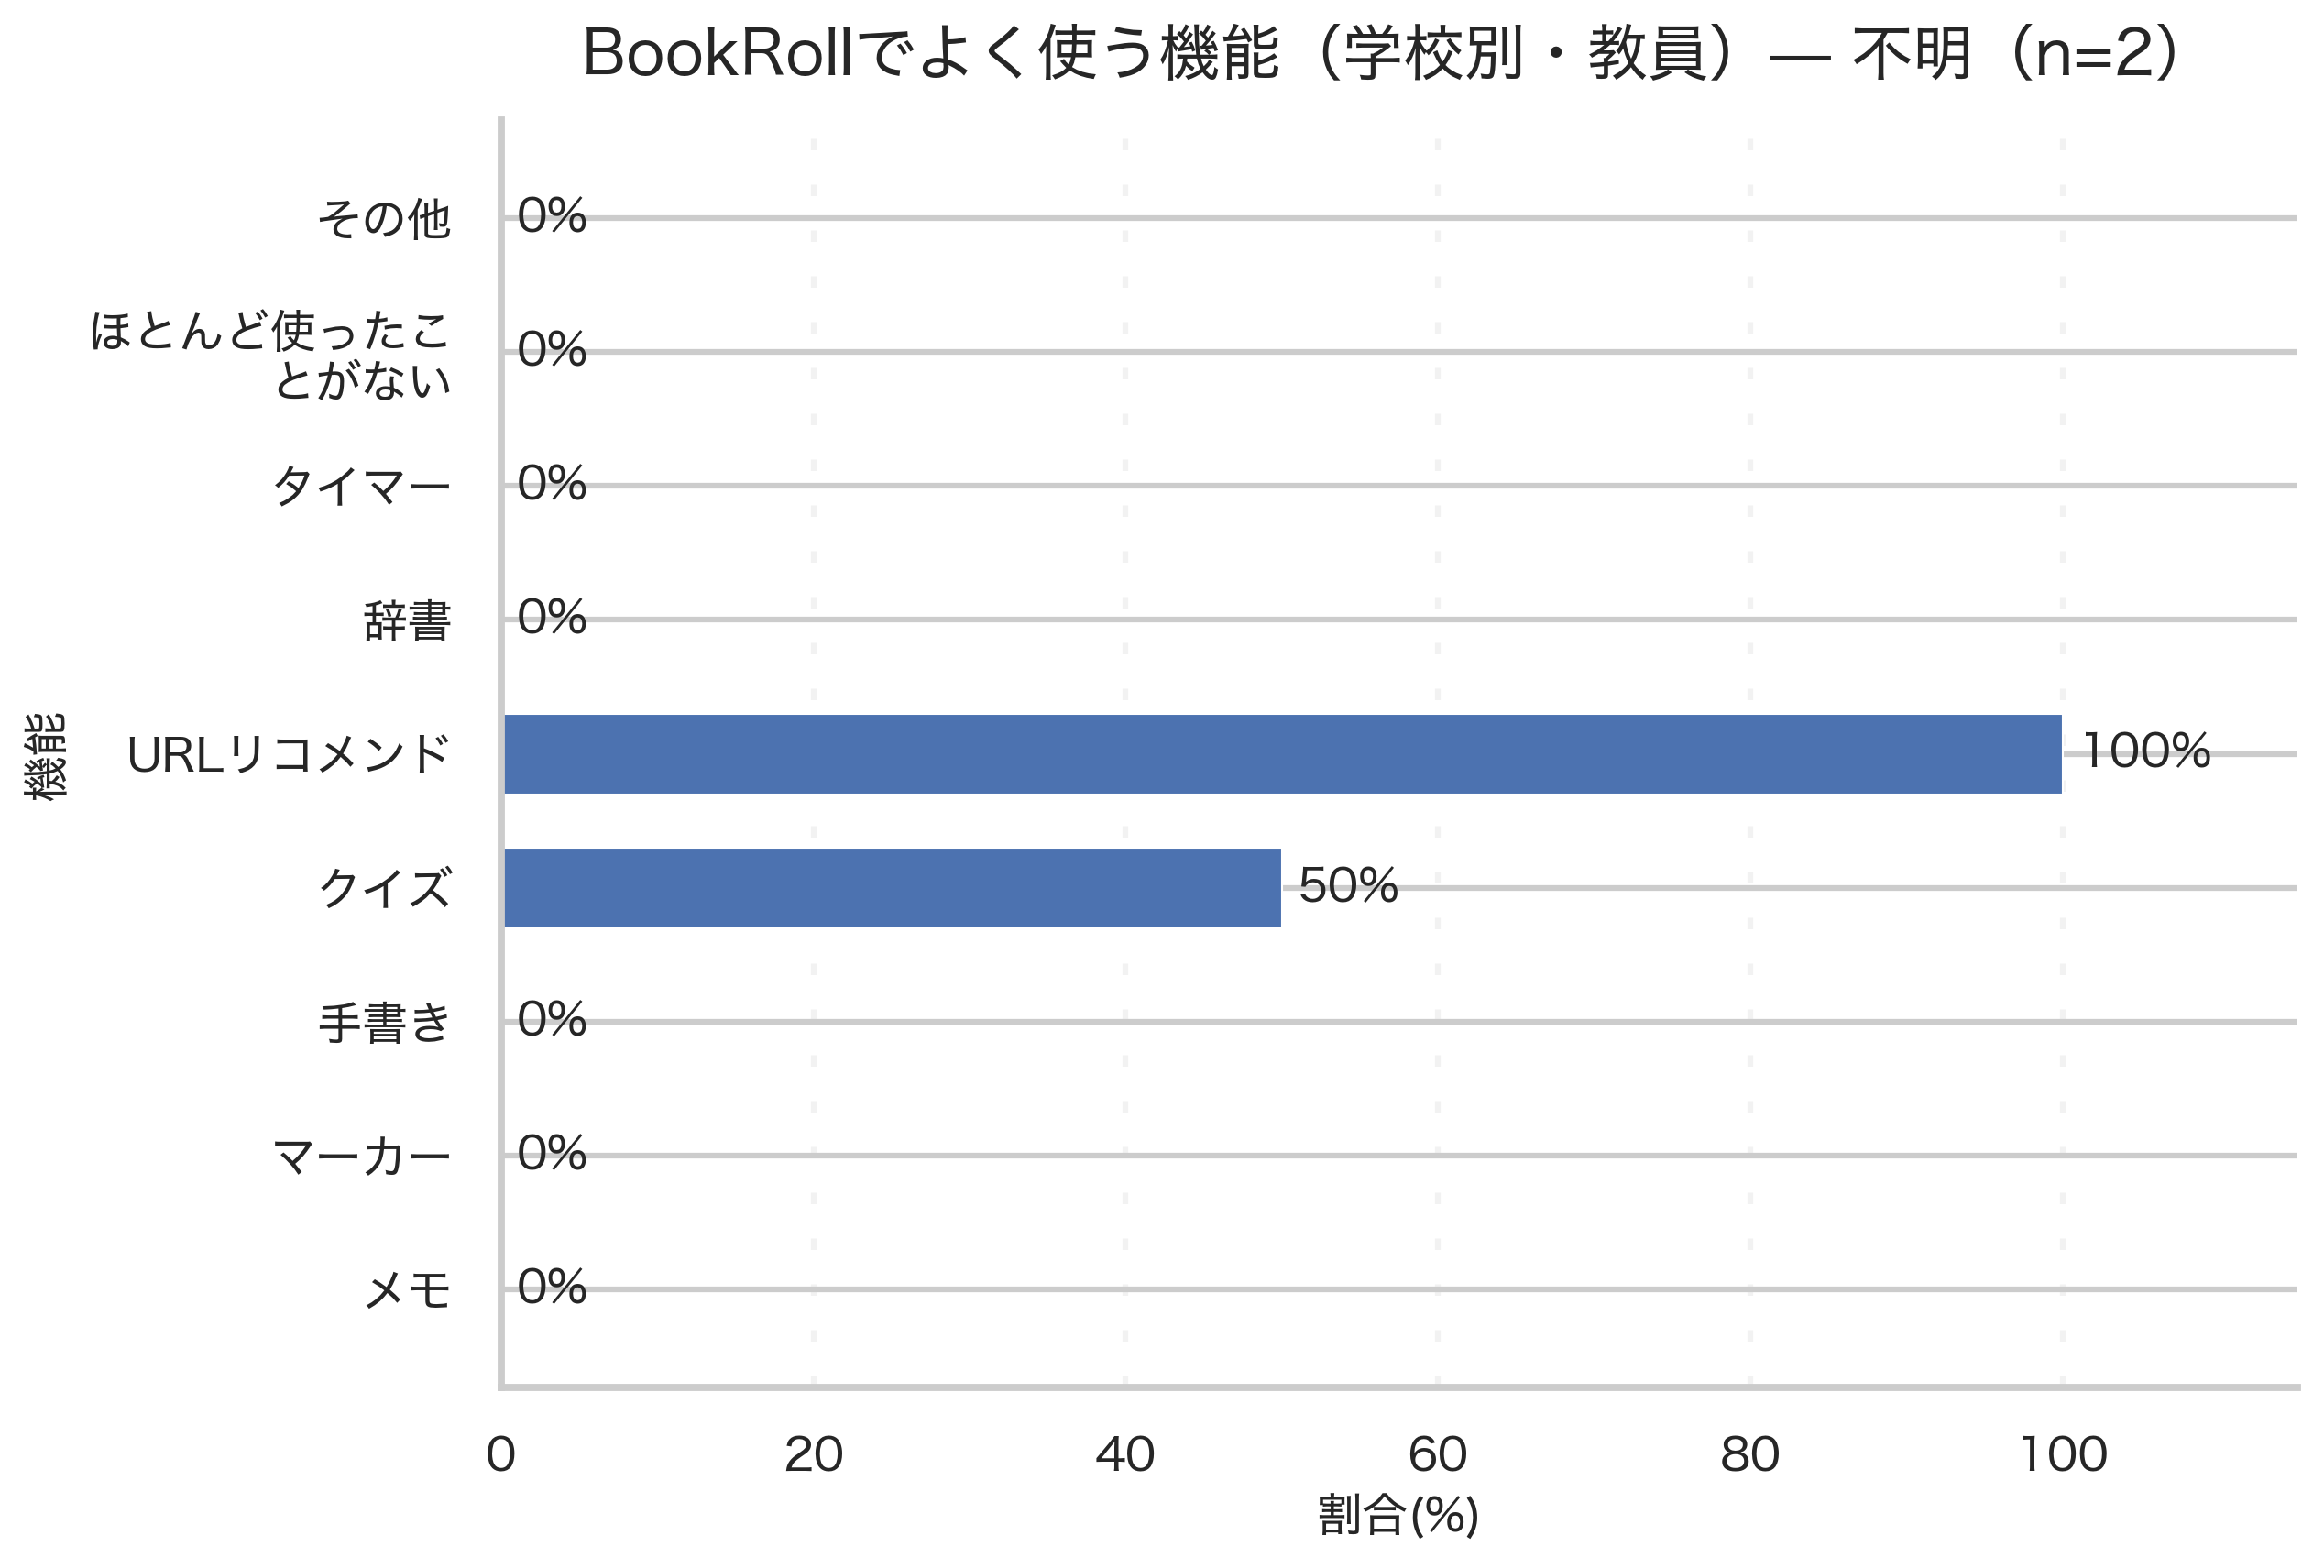 BookRollでよく使う機能（学校別・教員）— 不明（n=2）
その他
0%
ほとんど使ったこ
とがない
0%
タイマー
0%
辞書
0%
機能
URLリコメンド
100%
クイズ
50%
手書き
0%
マーカー
0%
メモ
0%
0 20 40 60 80 100
割合(%)